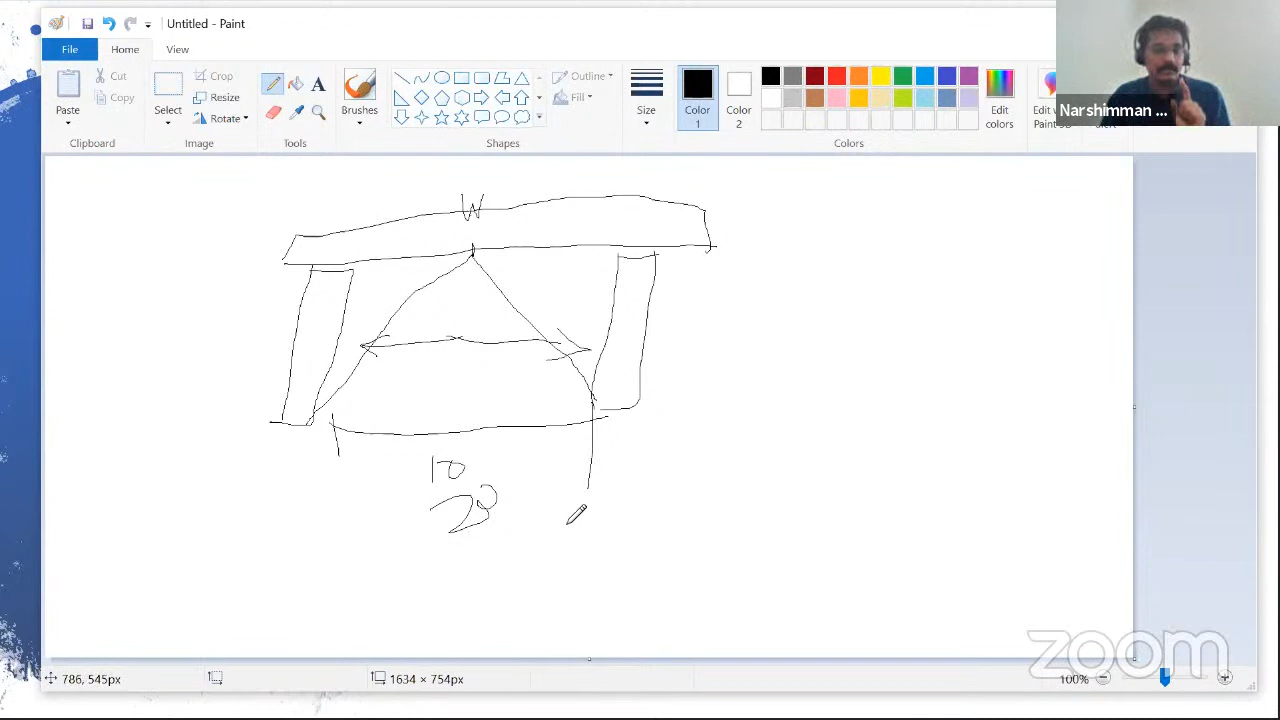 Untitled - Paint
File Home View
Paste
Cut
Copy
Clipboard
Select
Crop
Resize
Rotate
Image
Tools
Brushes
Shapes
Outline
Fill
Size
Color
1
Color
2
Colors
Edit
colors
Narshimman ...
W
10
20
zoom
786, 545px
1634 × 754px
100%